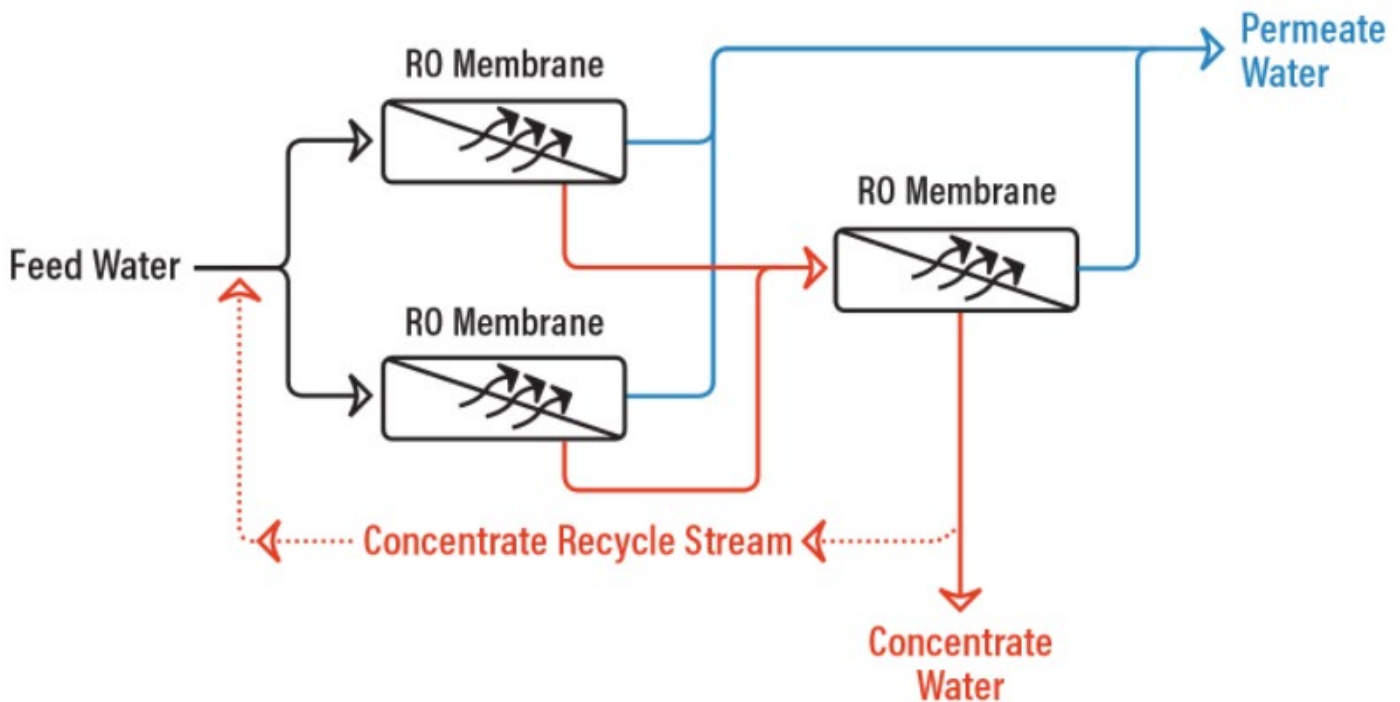 RO Membrane
Permeate
Water
RO Membrane
Feed Water
RO Membrane
Concentrate Recycle Stream
Concentrate
Water